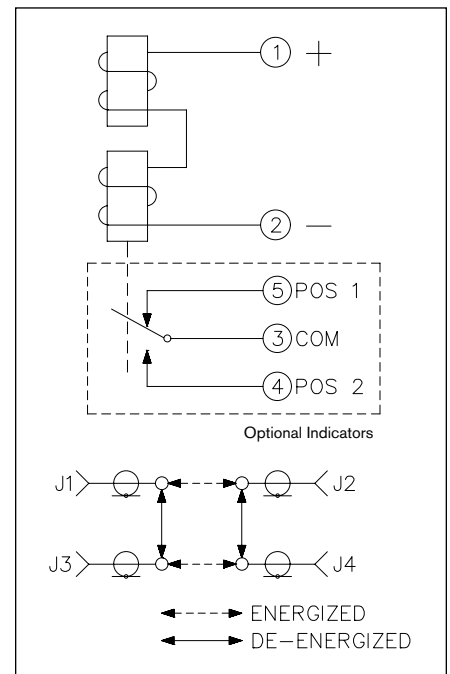 1 +
2 −
5 POS 1
3 COM
4 POS 2
Optional Indicators
J1 J2
J3 J4
ENERGIZED
DE-ENERGIZED